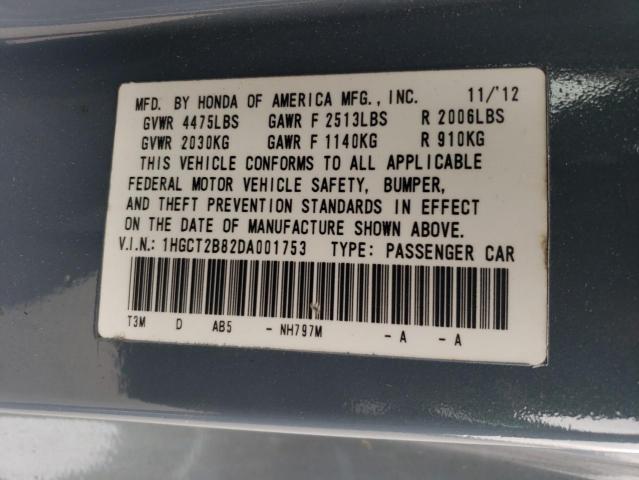 MFD. BY HONDA OF AMERICA MFG., INC. 11/'12
GVWR 4475LBS GAWR F 2513LBS R 2006LBS
GVWR 2030KG GAWR F 1140KG R 910KG
THIS VEHICLE CONFORMS TO ALL APPLICABLE
FEDERAL MOTOR VEHICLE SAFETY, BUMPER,
AND THEFT PREVENTION STANDARDS IN EFFECT
ON THE DATE OF MANUFACTURE SHOWN ABOVE.
V.I.N.: 1HGCT2B82DA001753 TYPE: PASSENGER CAR
T3M D AB5 - NH797M - A - A